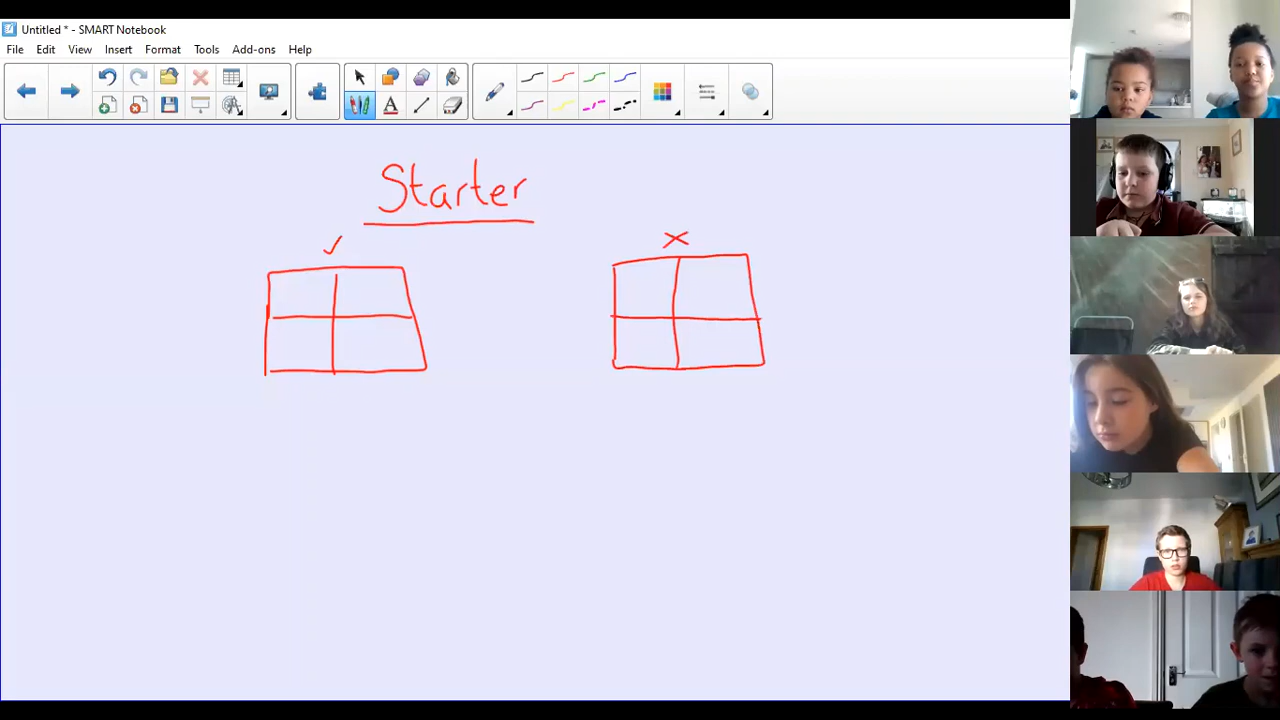 Untitled * - SMART Notebook
File Edit View Insert Format Tools Add-ons Help
Starter